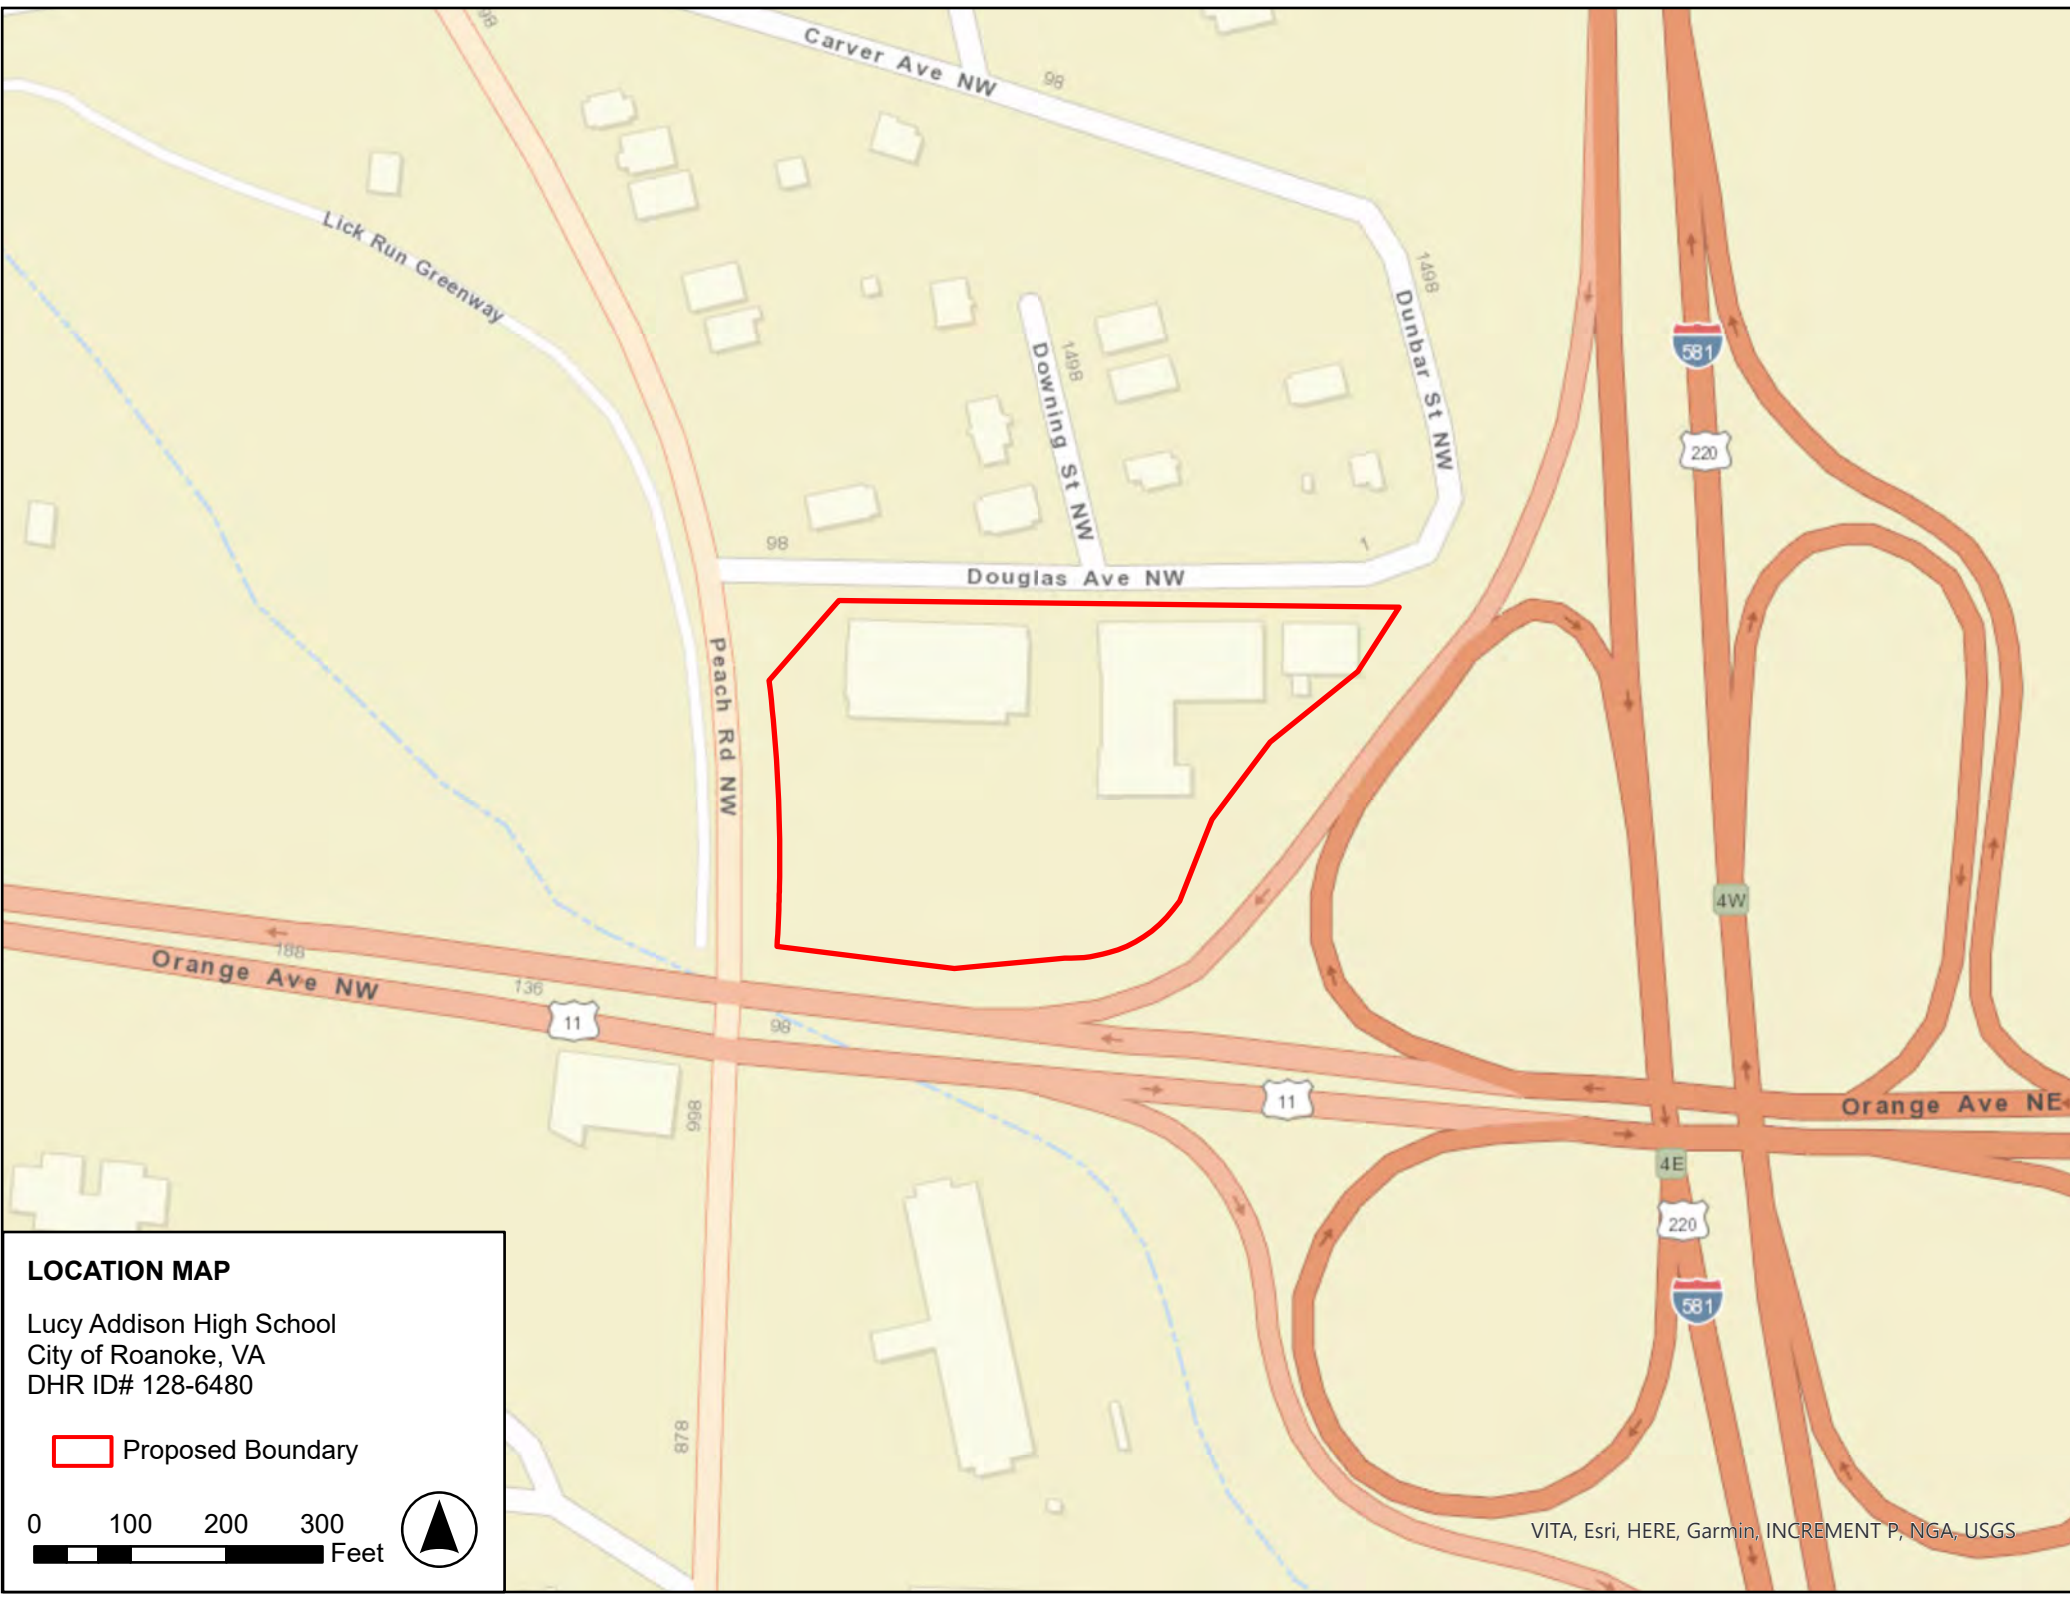 98
Carver Ave NW
98
Lick Run Greenway
1498
Dunbar St NW
581
1498
Downing St NW
220
98
1
Douglas Ave NW
Peach Rd NW
4W
188
Orange Ave NW
136
11
98
11
Orange Ave NE
998
4E
220
581
878
LOCATION MAP
Lucy Addison High School
City of Roanoke, VA
DHR ID# 128-6480
Proposed Boundary
0 100 200 300
Feet
VITA, Esri, HERE, Garmin, INCREMENT P, NGA, USGS